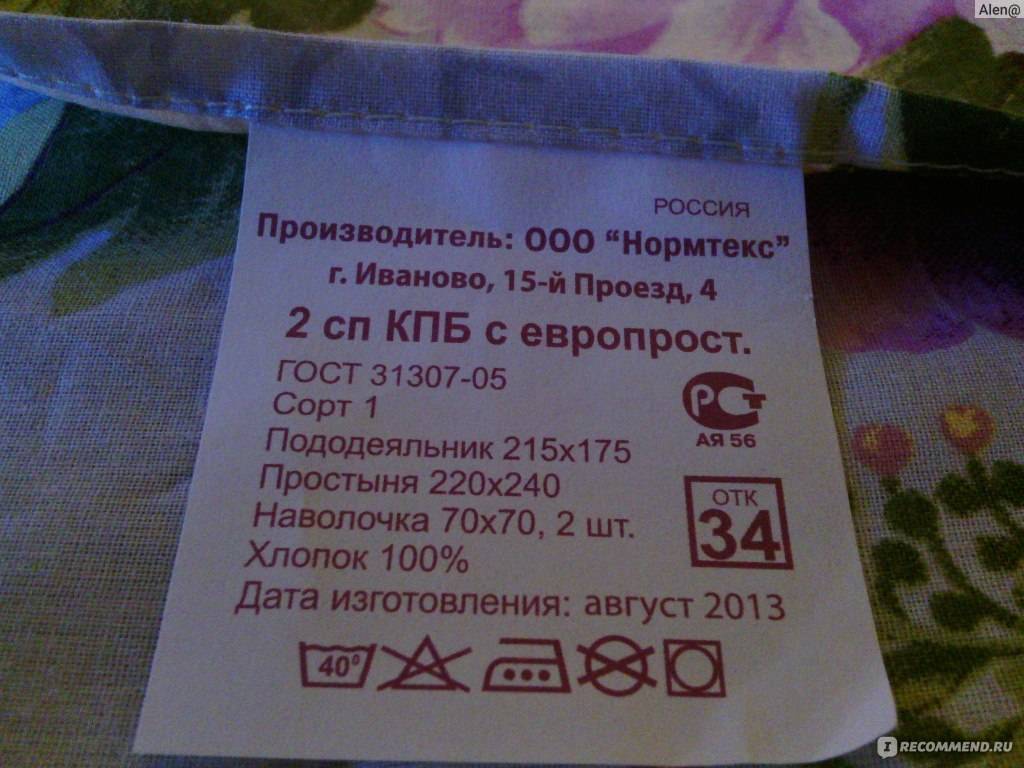 Alen@
РОССИЯ
Производитель: ООО “Нормтекс”
г. Иваново, 15-й Проезд, 4
2 сп КПБ с европрост.
ГОСТ 31307-05
Сорт 1
РСТ
АЯ 56
Пододеяльник 215х175
Простыня 220х240
Наволочка 70х70, 2 шт.
ОТК
34
Хлопок 100%
Дата изготовления: август 2013
40°
I RECOMMEND.RU